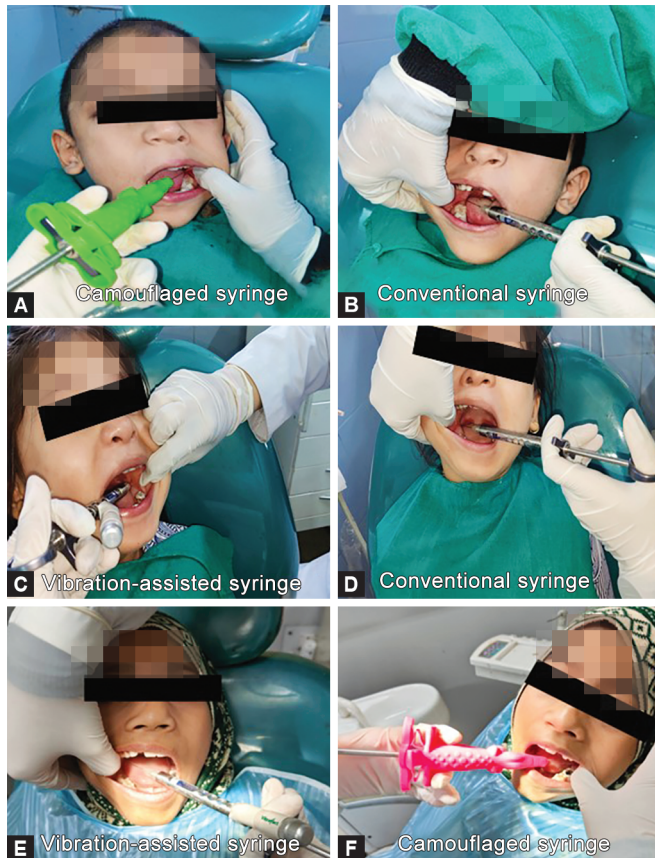 A Camouflaged syringe
B Conventional syringe
C Vibration-assisted syringe
D Conventional syringe
E Vibration-assisted syringe
F Camouflaged syringe